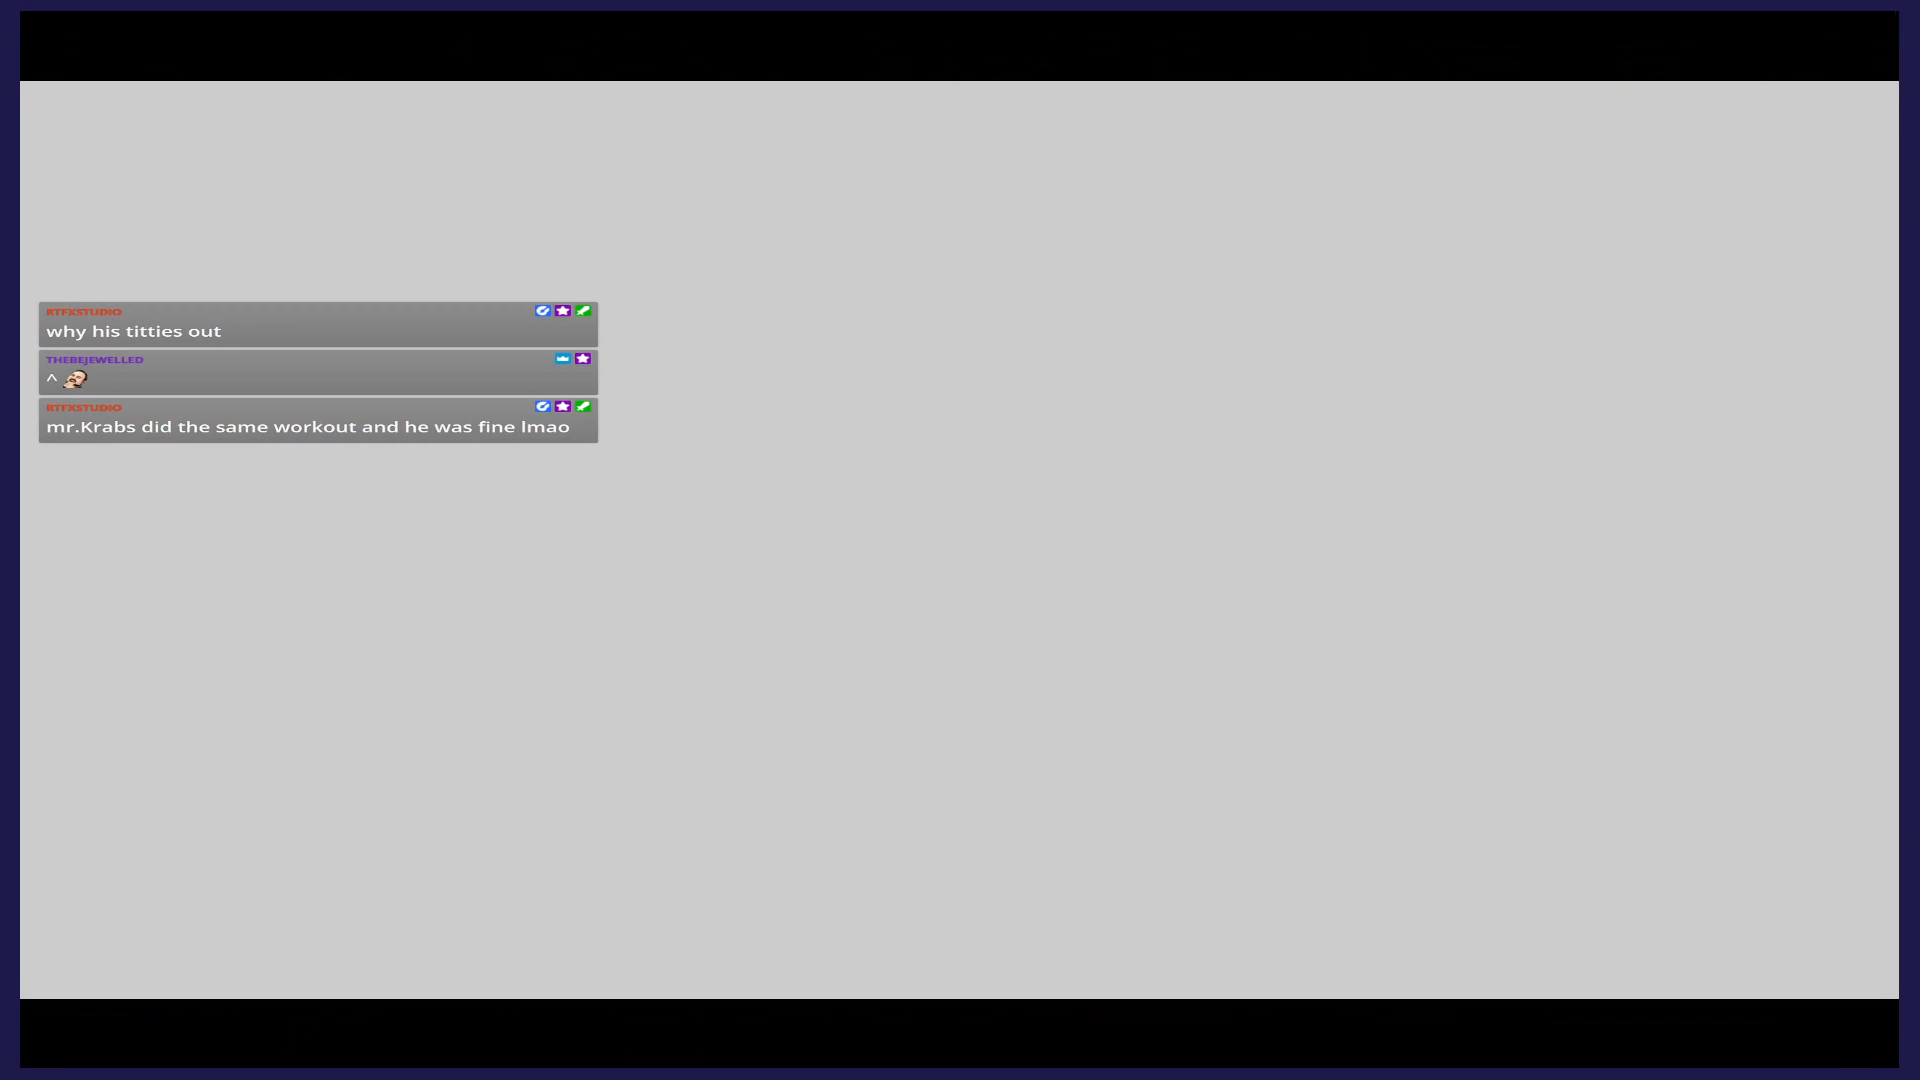 RTFXSTUDIO
why his titties out
THEBEJEWELLED
^
RTFXSTUDIO
mr.Krabs did the same workout and he was fine lmao